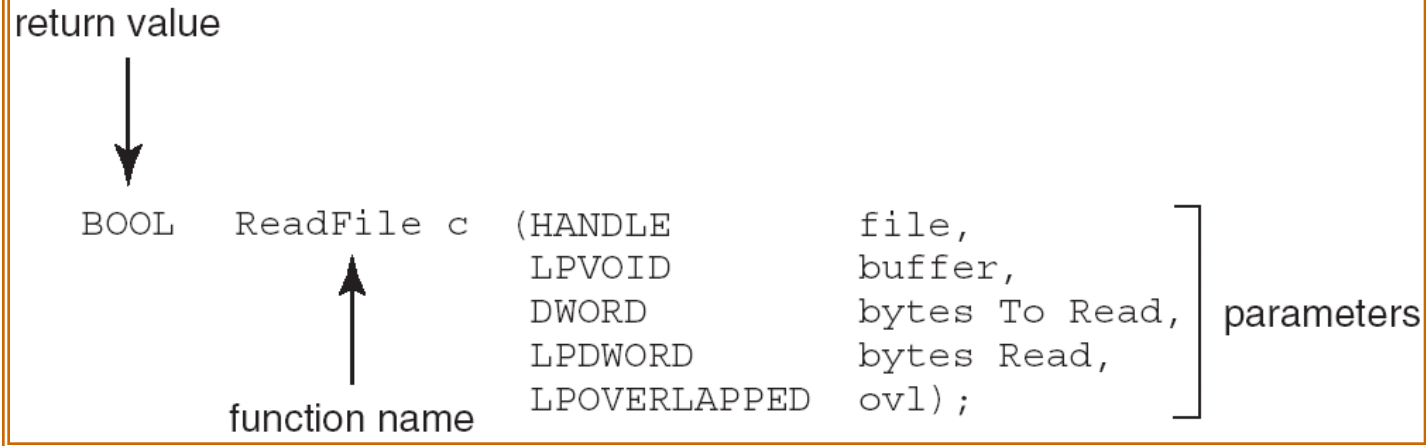 return value
BOOL ReadFile c (HANDLE file,
LPVOID buffer,
DWORD bytes To Read,
LPDWORD bytes Read,
LPOVERLAPPED ovl);
parameters
function name